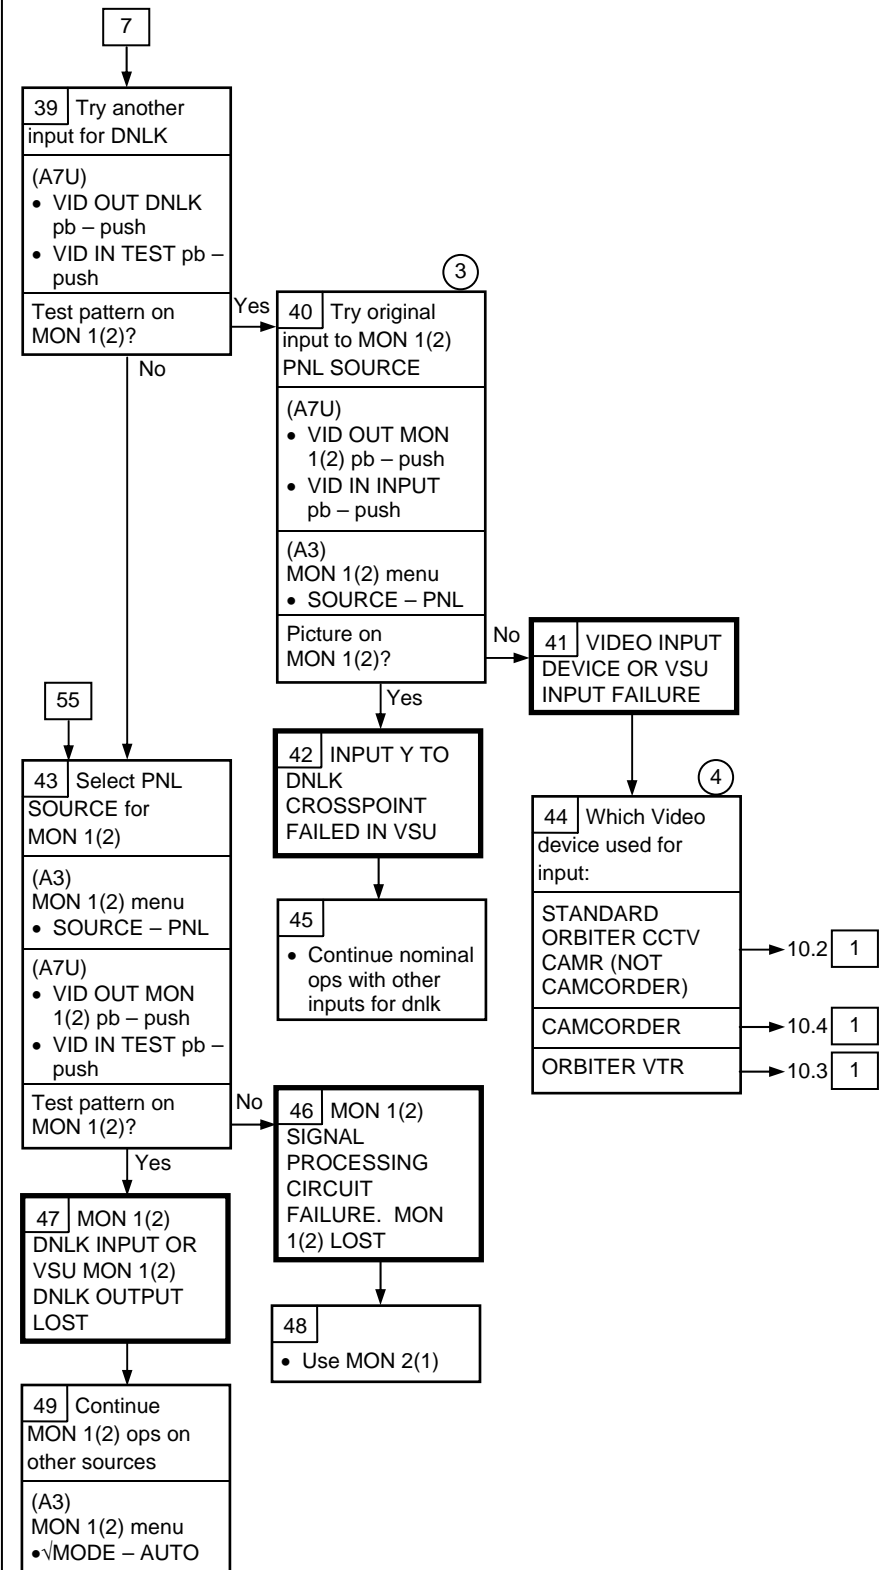 7
39 Try another
input for DNLK
(A7U)
• VID OUT DNLK
pb – push
• VID IN TEST pb –
push
Test pattern on
MON 1(2)?
Yes
No
3
40 Try original
input to MON 1(2)
PNL SOURCE
(A7U)
• VID OUT MON
1(2) pb – push
• VID IN INPUT
pb – push
(A3)
MON 1(2) menu
• SOURCE – PNL
Picture on
MON 1(2)?
No
Yes
41 VIDEO INPUT
DEVICE OR VSU
INPUT FAILURE
42 INPUT Y TO
DNLK
CROSSPOINT
FAILED IN VSU
55
43 Select PNL
SOURCE for
MON 1(2)
(A3)
MON 1(2) menu
• SOURCE – PNL
(A7U)
• VID OUT MON
1(2) pb – push
• VID IN TEST pb –
push
Test pattern on
MON 1(2)?
No
Yes
4
44 Which Video
device used for
input:
STANDARD
ORBITER CCTV
CAMR (NOT
CAMCORDER)
10.2 1
CAMCORDER
10.4 1
ORBITER VTR
10.3 1
45
• Continue nominal
ops with other
inputs for dnlk
46 MON 1(2)
SIGNAL
PROCESSING
CIRCUIT
FAILURE. MON
1(2) LOST
47 MON 1(2)
DNLK INPUT OR
VSU MON 1(2)
DNLK OUTPUT
LOST
48
• Use MON 2(1)
49 Continue
MON 1(2) ops on
other sources
(A3)
MON 1(2) menu
•√MODE – AUTO